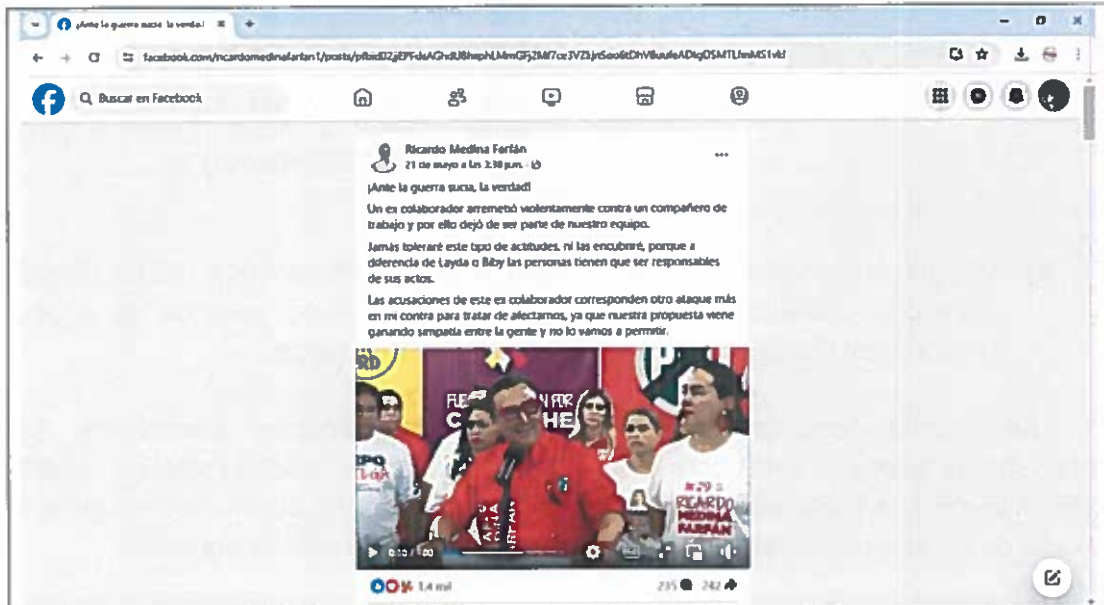 ¡Ante la guerra sucia, la verdad!
facebook.com/ricardomedinafarfan1/posts/
Buscar en Facebook
Ricardo Medina Farfán
21 de mayo a las 3:30 p.m.
¡Ante la guerra sucia, la verdad!
Un ex colaborador arremetió violentamente contra un compañero de
trabajo y por ello dejó de ser parte de nuestro equipo.
Jamás toleraré este tipo de actitudes, ni las encubriré, porque a
diferencia de Layda o Biby las personas tienen que ser responsables
de sus actos.
Las acusaciones de este ex colaborador corresponden otro ataque más
en mi contra para tratar de afectarnos, ya que nuestra propuesta viene
ganando simpatía entre la gente y no lo vamos a permitir.
RD
N POR
C HE
RICARDO
MEDINA
FARFÁN
1,4 mil
235 242